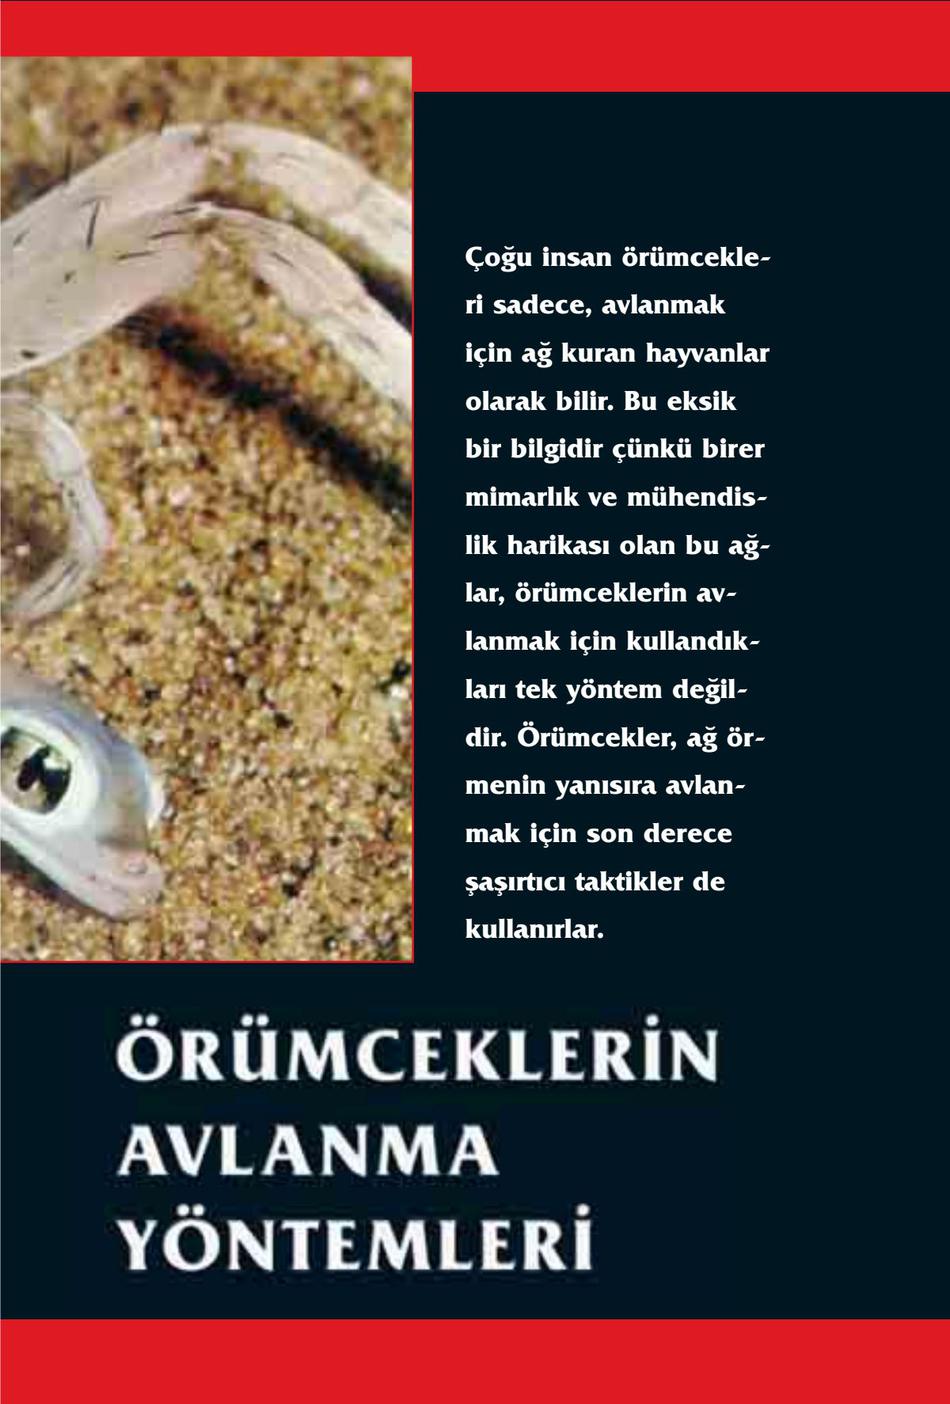 Çoğu insan örümcekle-
ri sadece, avlanmak
için ağ kuran hayvanlar
olarak bilir. Bu eksik
bir bilgidir çünkü birer
mimarlık ve mühendis-
lik harikası olan bu ağ-
lar, örümceklerin av-
lanmak için kullandık-
ları tek yöntem değil-
dir. Örümcekler, ağ ör-
menin yanısıra avlan-
mak için son derece
şaşırtıcı taktikler de
kullanırlar.
ÖRÜMCEKLERİN
AVLANMA
YÖNTEMLERİ